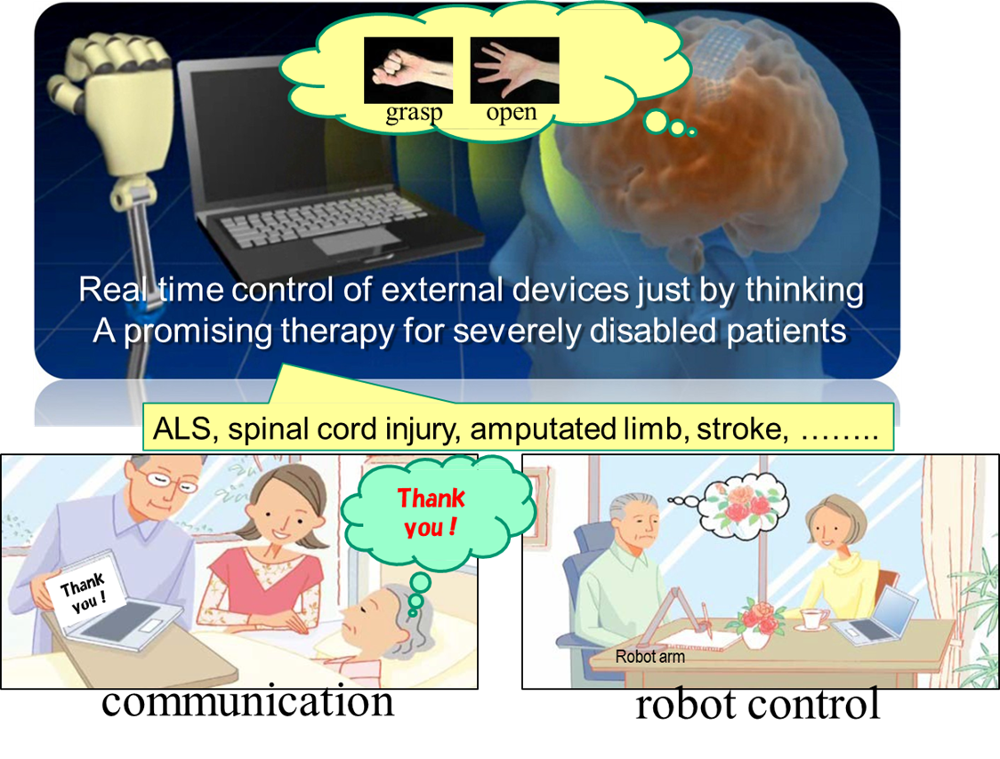 grasp open
Real time control of external devices just by thinking
A promising therapy for severely disabled patients
ALS, spinal cord injury, amputated limb, stroke, ……..
Thank
you !
Thank
you !
Robot arm
communication
robot control